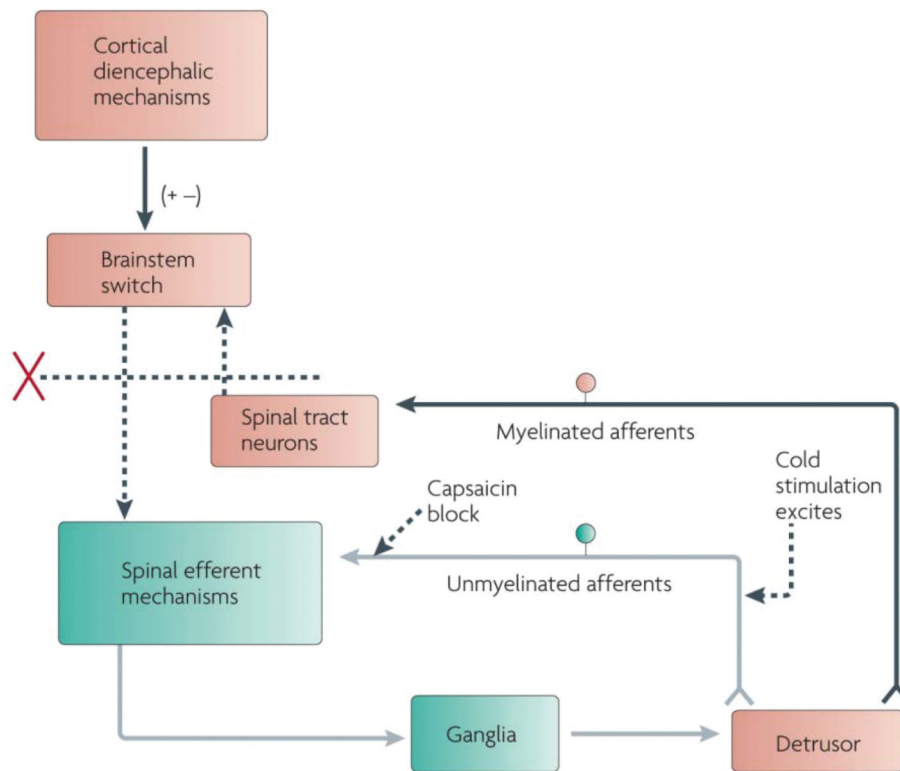 Cortical
diencephalic
mechanisms
(+ –)
Brainstem
switch
Spinal tract
neurons
Myelinated afferents
Cold
stimulation
excites
Capsaicin
block
Unmyelinated afferents
Spinal efferent
mechanisms
Ganglia
Detrusor